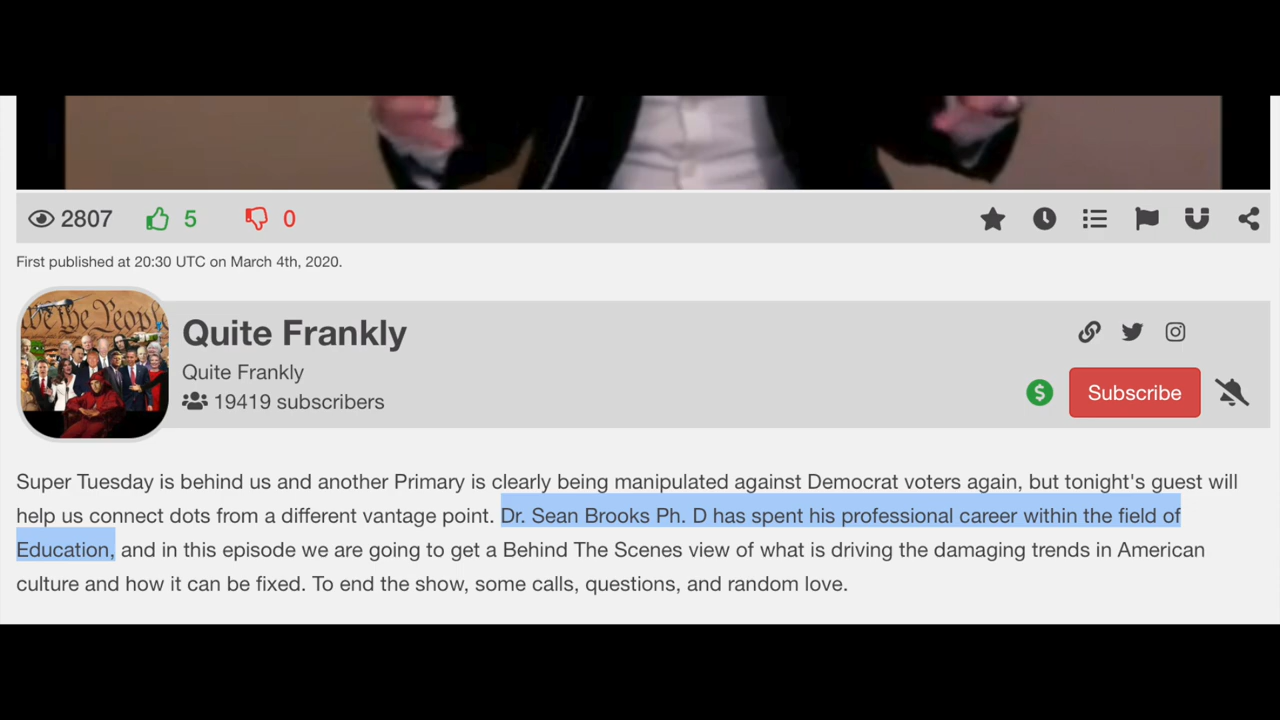 2807 5 0
First published at 20:30 UTC on March 4th, 2020.
We the People
Quite Frankly
Quite Frankly
19419 subscribers
$ Subscribe
Super Tuesday is behind us and another Primary is clearly being manipulated against Democrat voters again, but tonight's guest will
help us connect dots from a different vantage point. Dr. Sean Brooks Ph. D has spent his professional career within the field of
Education, and in this episode we are going to get a Behind The Scenes view of what is driving the damaging trends in American
culture and how it can be fixed. To end the show, some calls, questions, and random love.